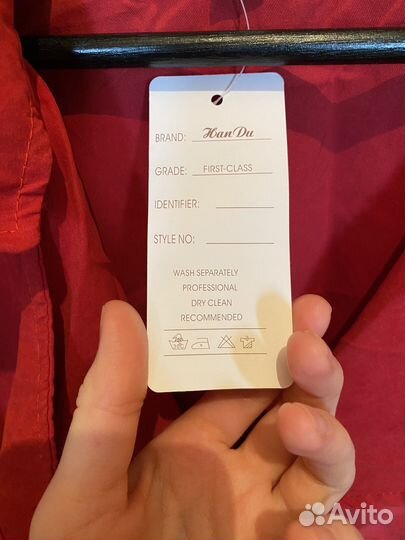 BRAND: HanDu
GRADE: FIRST-CLASS
IDENTIFIER:
STYLE NO:
WASH SEPARATELY
PROFESSIONAL
DRY CLEAN
RECOMMENDED
Avito